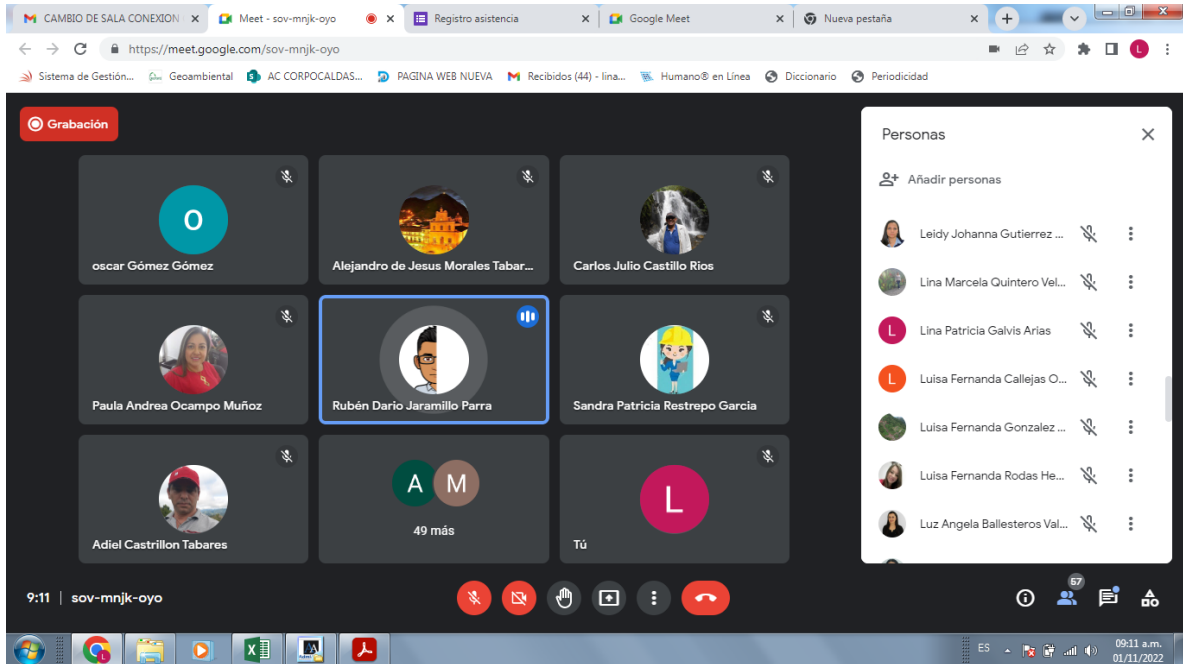 CAMBIO DE SALA CONEXION
Meet - sov-mnjk-oyo
Registro asistencia
Google Meet
Nueva pestaña
https://meet.google.com/sov-mnjk-oyo
L
Sistema de Gestión...
Geoambiental
AC CORPOCALDAS...
PAGINA WEB NUEVA
Recibidos (44) - lina...
Humano® en Línea
Diccionario
Periodicidad
Grabación
O
oscar Gómez Gómez
Alejandro de Jesus Morales Tabar...
Carlos Julio Castillo Rios
Paula Andrea Ocampo Muñoz
Rubén Dario Jaramillo Parra
Sandra Patricia Restrepo Garcia
Adiel Castrillon Tabares
A M
49 más
L
Tú
Personas
Añadir personas
Leidy Johanna Gutierrez ...
Lina Marcela Quintero Vel...
L
Lina Patricia Galvis Arias
L
Luisa Fernanda Callejas O...
Luisa Fernanda Gonzalez ...
Luisa Fernanda Rodas He...
Luz Angela Ballesteros Val...
9:11 | sov-mnjk-oyo
57
ES
09:11 a.m.
01/11/2022